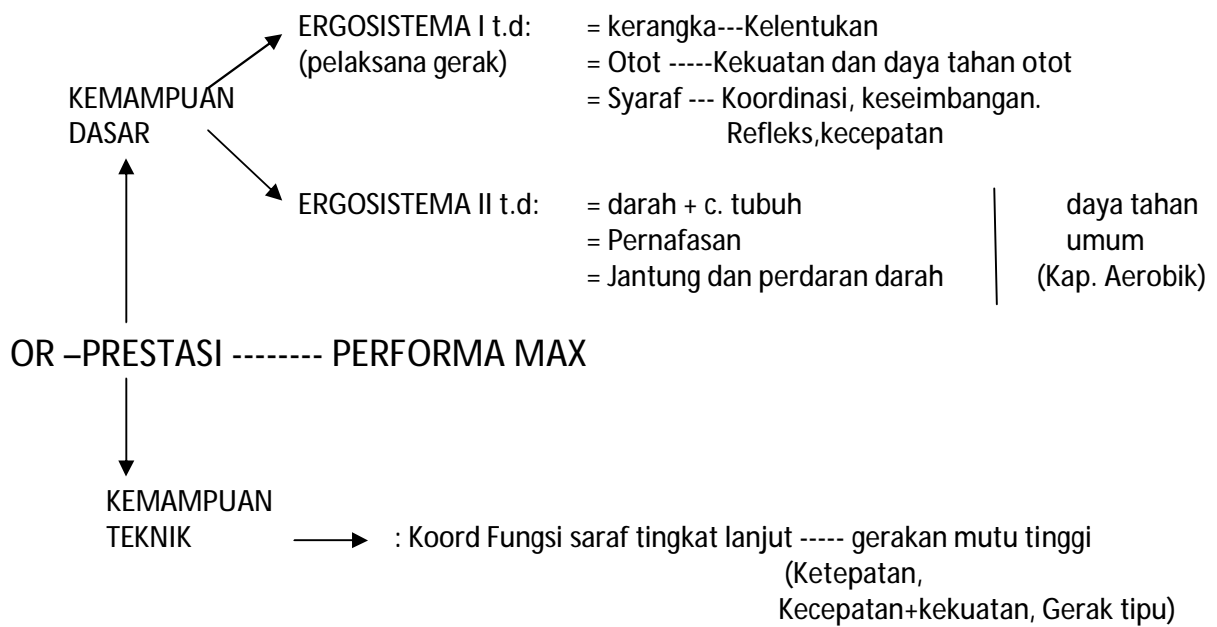 ERGOSISTEMA I t.d: = kerangka---Kelentukan
(pelaksana gerak) = Otot -----Kekuatan dan daya tahan otot
KEMAMPUAN = Syaraf --- Koordinasi, keseimbangan.
DASAR Refleks,kecepatan
ERGOSISTEMA II t.d: = darah + c. tubuh daya tahan
= Pernafasan umum
= Jantung dan perdaran darah (Kap. Aerobik)
OR –PRESTASI -------- PERFORMA MAX
KEMAMPUAN
TEKNIK : Koord Fungsi saraf tingkat lanjut ----- gerakan mutu tinggi
(Ketepatan,
Kecepatan+kekuatan, Gerak tipu)